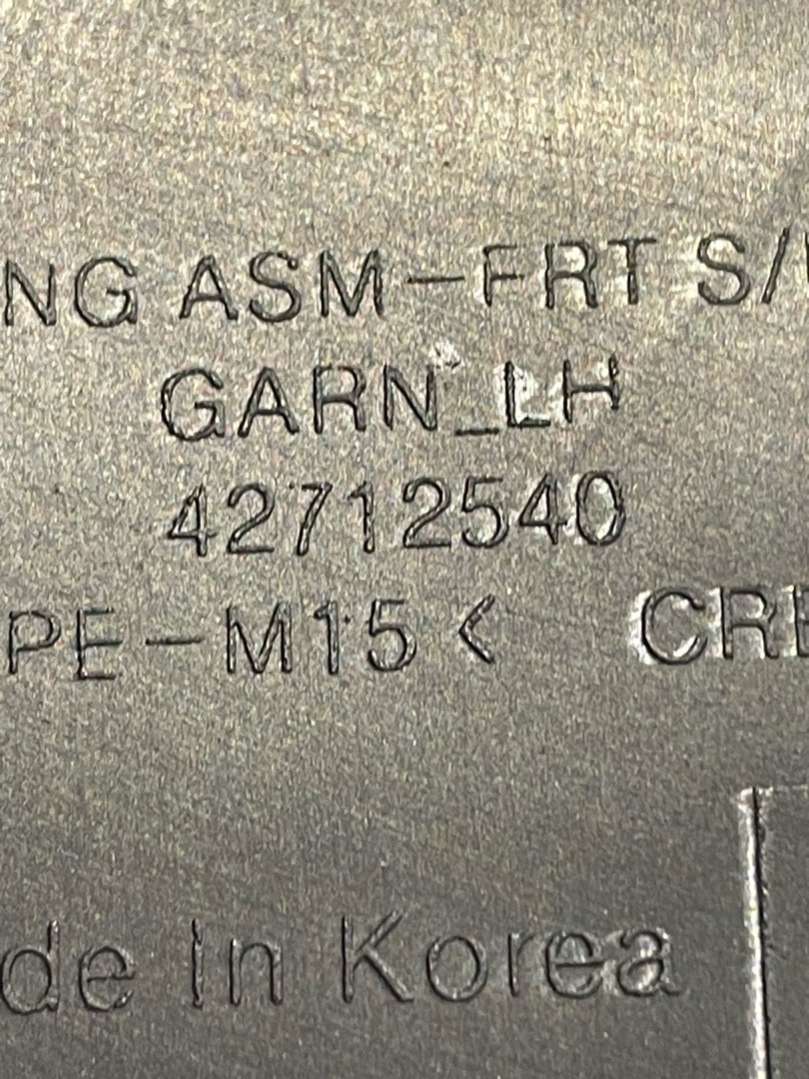 NG ASM-FRT S/
GARN_LH
42712540
PE-M15 < CR
de In Korea